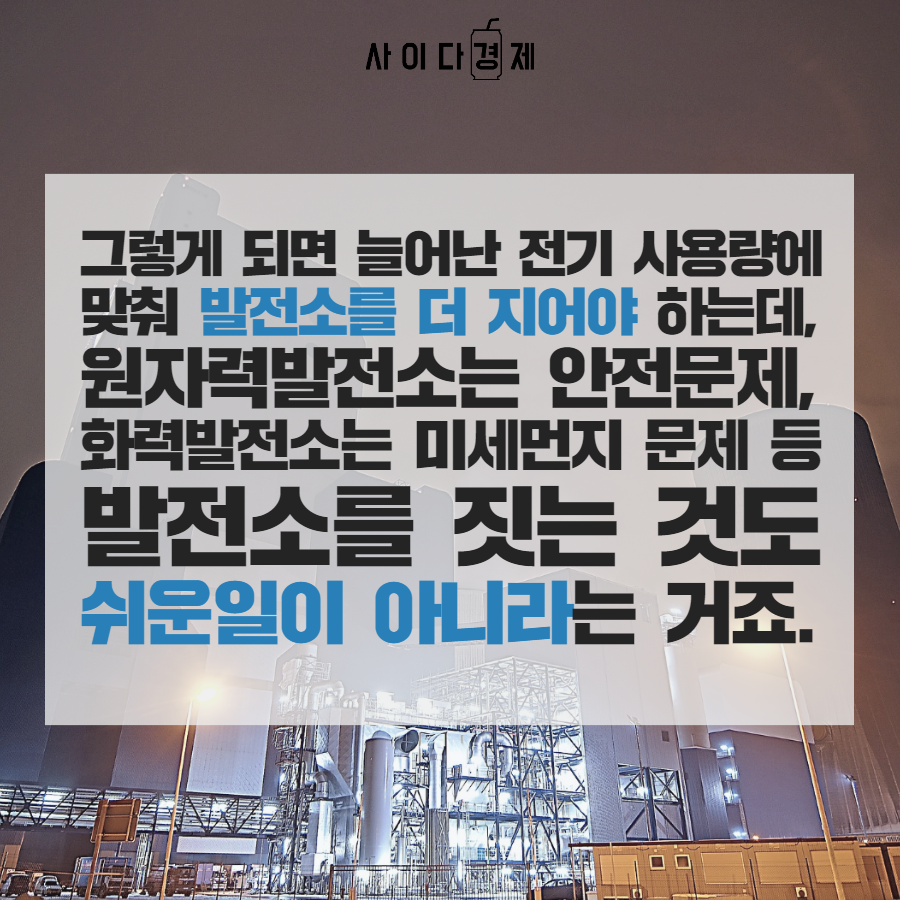 사이다경제
그렇게 되면 늘어난 전기 사용량에
맞춰 발전소를 더 지어야 하는데,
원자력발전소는 안전문제,
화력발전소는 미세먼지 문제 등
발전소를 짓는 것도
쉬운일이 아니라는 거죠.